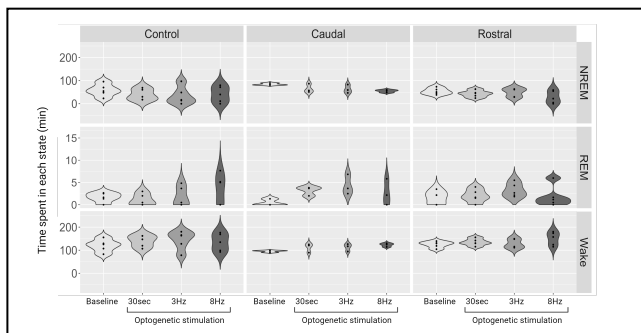 Control Caudal Rostral
Time spent in each state (min)
200
100
0
NREM
15
10
5
0
REM
200
100
0
Wake
Baseline 30sec 3Hz 8Hz Baseline 30sec 3Hz 8Hz Baseline 30sec 3Hz 8Hz
Optogenetic stimulation Optogenetic stimulation Optogenetic stimulation